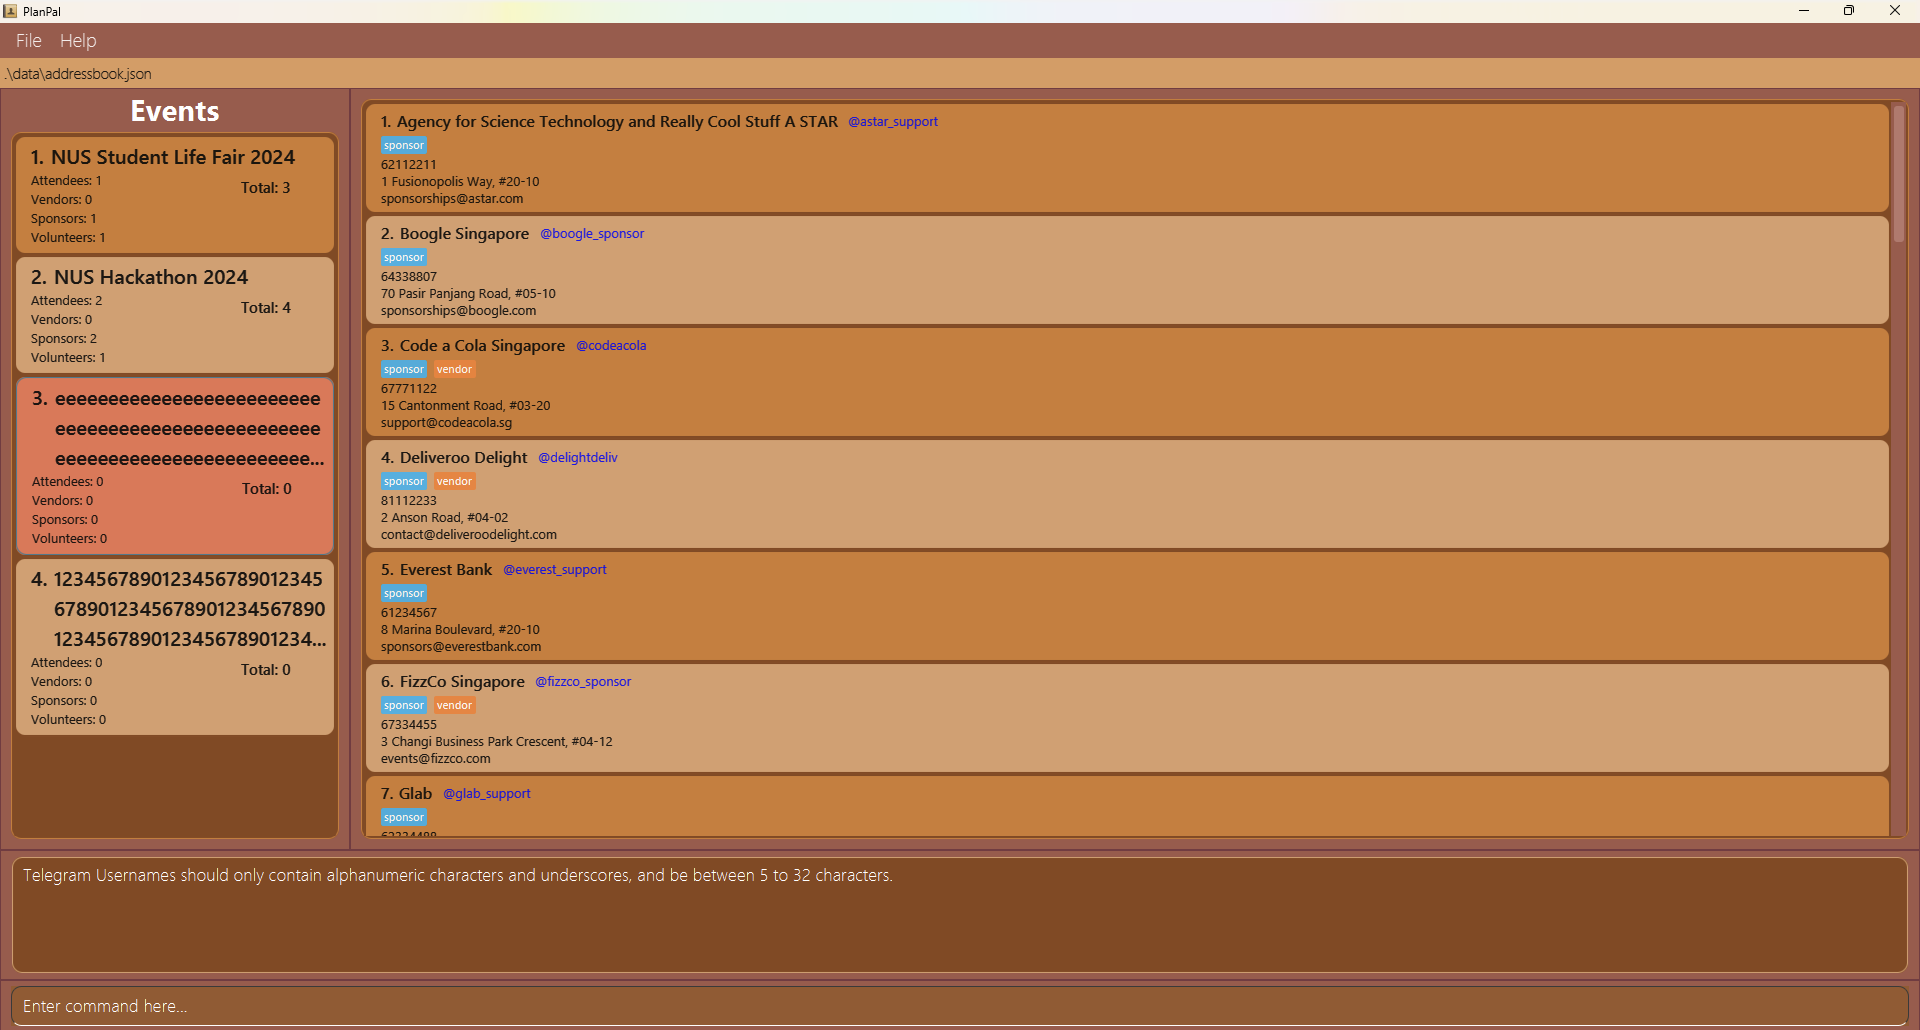 PlanPal
File Help
.\data\addressbook.json
Events
1. NUS Student Life Fair 2024
Attendees: 1
Total: 3
Vendors: 0
Sponsors: 1
Volunteers: 1
2. NUS Hackathon 2024
Attendees: 2
Total: 4
Vendors: 0
Sponsors: 2
Volunteers: 1
3. eeeeeeeeeeeeeeeeeeeeeeeee
eeeeeeeeeeeeeeeeeeeeeeeee
eeeeeeeeeeeeeeeeeeeeeeee...
Attendees: 0
Total: 0
Vendors: 0
Sponsors: 0
Volunteers: 0
4. 1234567890123456789012345
6789012345678901234567890
123456789012345678901234...
Attendees: 0
Total: 0
Vendors: 0
Sponsors: 0
Volunteers: 0
1. Agency for Science Technology and Really Cool Stuff A STAR @astar_support
sponsor
62112211
1 Fusionopolis Way, #20-10
sponsorships@astar.com
2. Boogle Singapore @boogle_sponsor
sponsor
64338807
70 Pasir Panjang Road, #05-10
sponsorships@boogle.com
3. Code a Cola Singapore @codeacola
sponsor vendor
67771122
15 Cantonment Road, #03-20
support@codeacola.sg
4. Deliveroo Delight @delightdeliv
sponsor vendor
81112233
2 Anson Road, #04-02
contact@deliveroodelight.com
5. Everest Bank @everest_support
sponsor
61234567
8 Marina Boulevard, #20-10
sponsors@everestbank.com
6. FizzCo Singapore @fizzco_sponsor
sponsor vendor
67334455
3 Changi Business Park Crescent, #04-12
events@fizzco.com
7. Glab @glab_support
sponsor
Telegram Usernames should only contain alphanumeric characters and underscores, and be between 5 to 32 characters.
Enter command here...